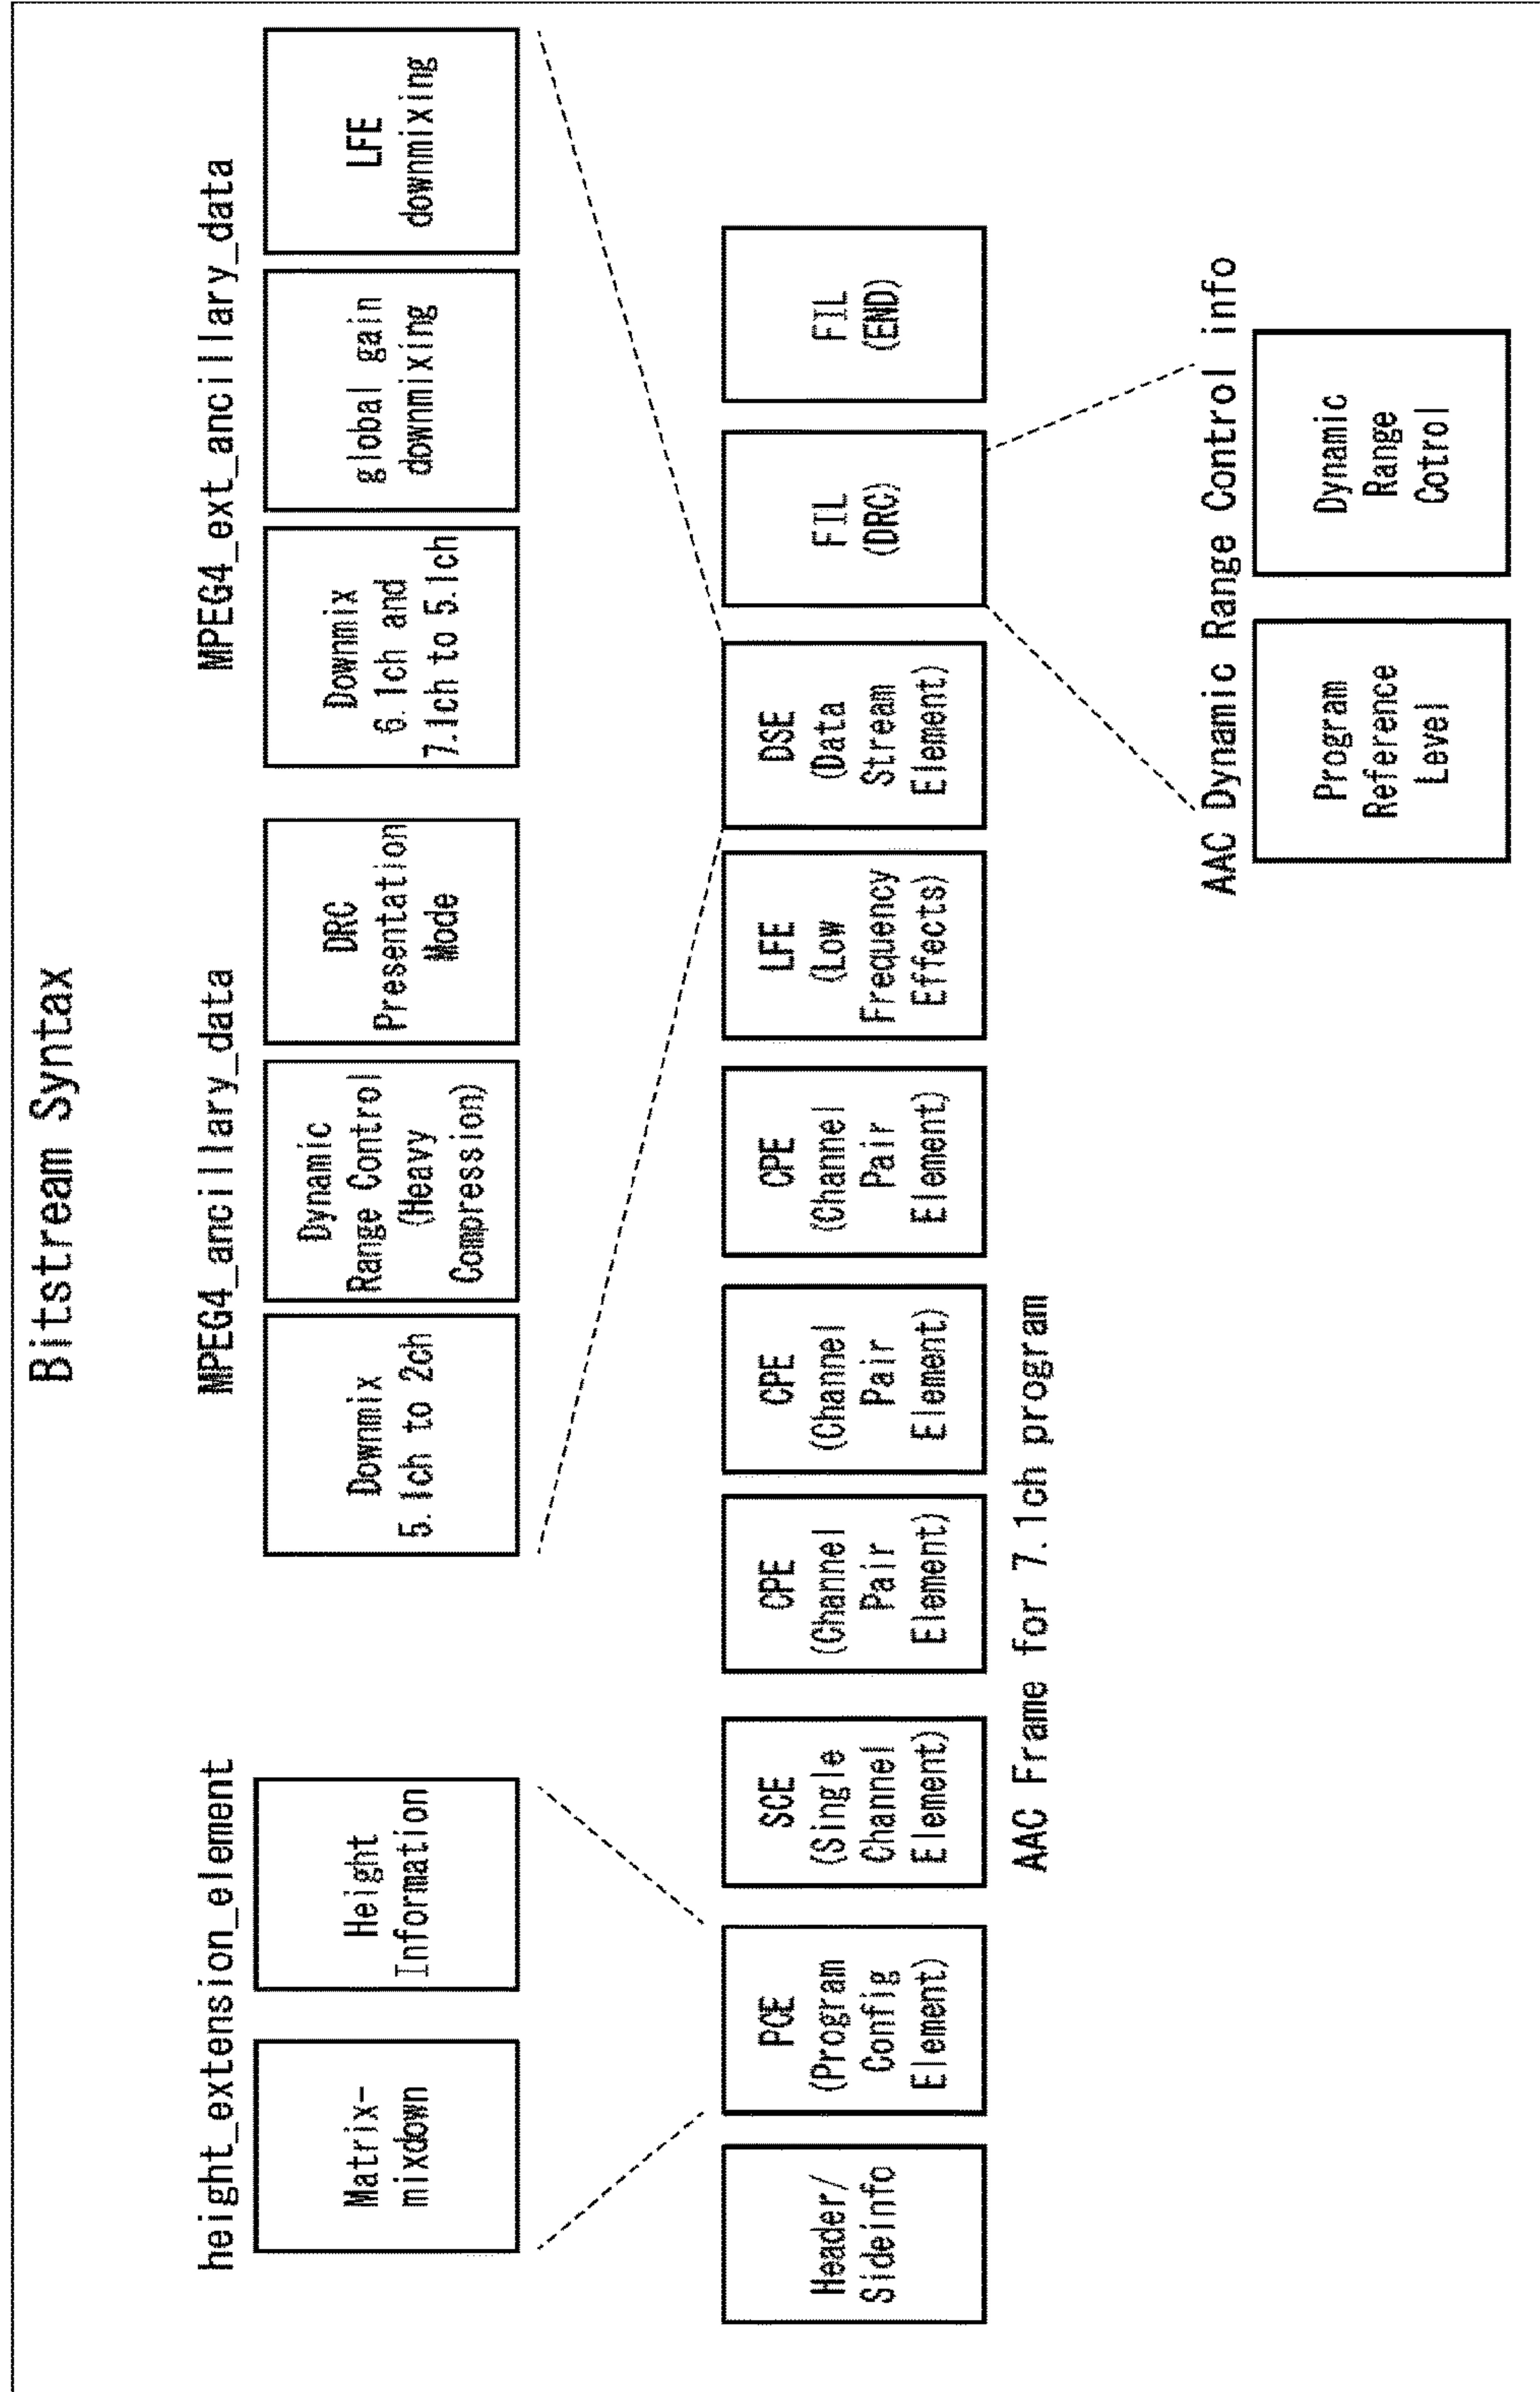 Bitstream Syntax
height_extension_element
Matrix-
mixdown
Height
Information
MPEG4_ancillary_data
Downmix
5.1ch to 2ch
Dynamic
Range Control
(Heavy
Compression)
DRC
Presentation
Mode
MPEG4_ext_ancillary_data
Downmix
6.1ch and
7.1ch to 5.1ch
global gain
downmixing
LFE
downmixing
Header/
Sideinfo
PCE
(Program
Config
Element)
SCE
(Single
Channel
Element)
CPE
(Channel
Pair
Element)
CPE
(Channel
Pair
Element)
CPE
(Channel
Pair
Element)
LFE
(Low
Frequency
Effects)
DSE
(Data
Stream
Element)
FIL
(DRC)
FIL
(END)
AAC Frame for 7.1ch program
AAC Dynamic Range Control info
Program
Reference
Level
Dynamic
Range
Cotrol